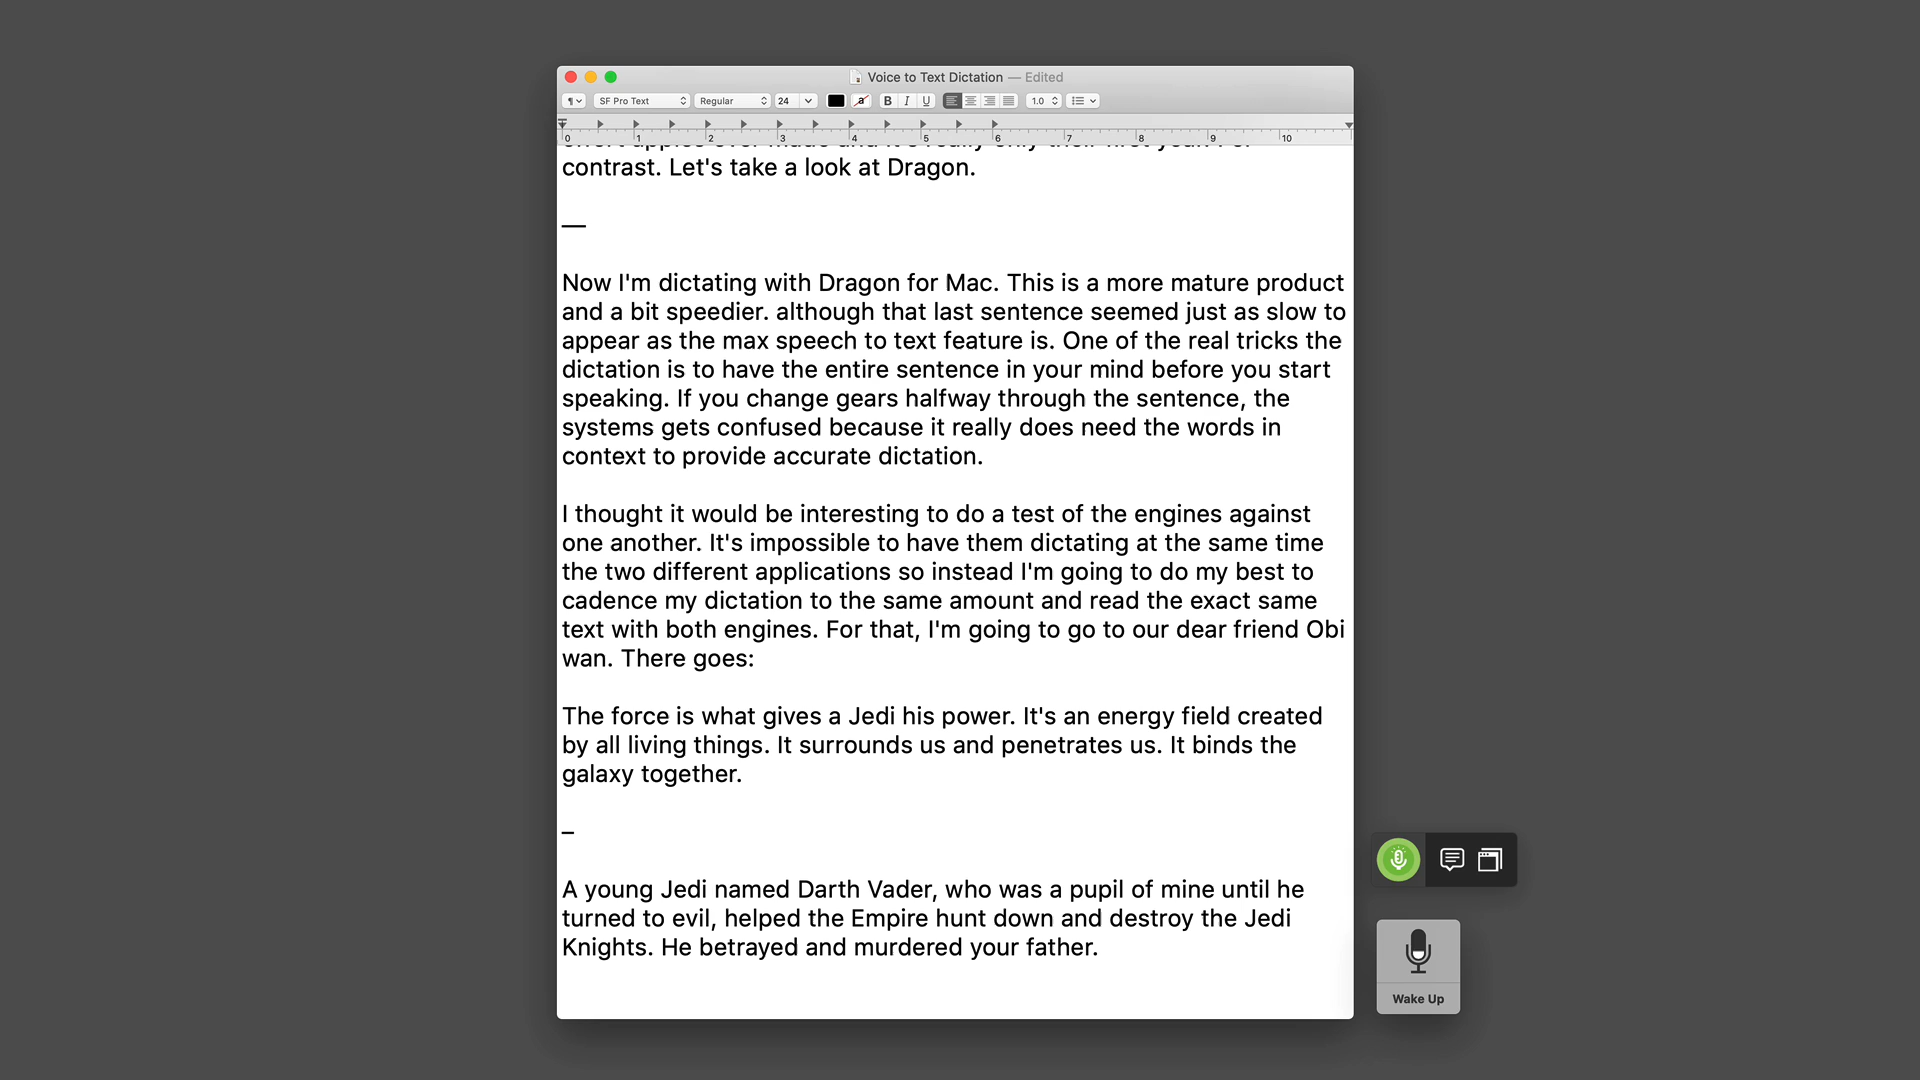 Voice to Text Dictation — Edited
SF Pro Text Regular 24 a B I U 1.0
0 1 2 3 4 5 6 7 8 9 10
contrast. Let's take a look at Dragon.
—
Now I'm dictating with Dragon for Mac. This is a more mature product
and a bit speedier. although that last sentence seemed just as slow to
appear as the max speech to text feature is. One of the real tricks the
dictation is to have the entire sentence in your mind before you start
speaking. If you change gears halfway through the sentence, the
systems gets confused because it really does need the words in
context to provide accurate dictation.
I thought it would be interesting to do a test of the engines against
one another. It's impossible to have them dictating at the same time
the two different applications so instead I'm going to do my best to
cadence my dictation to the same amount and read the exact same
text with both engines. For that, I'm going to go to our dear friend Obi
wan. There goes:
The force is what gives a Jedi his power. It's an energy field created
by all living things. It surrounds us and penetrates us. It binds the
galaxy together.
–
A young Jedi named Darth Vader, who was a pupil of mine until he
turned to evil, helped the Empire hunt down and destroy the Jedi
Knights. He betrayed and murdered your father.
Wake Up